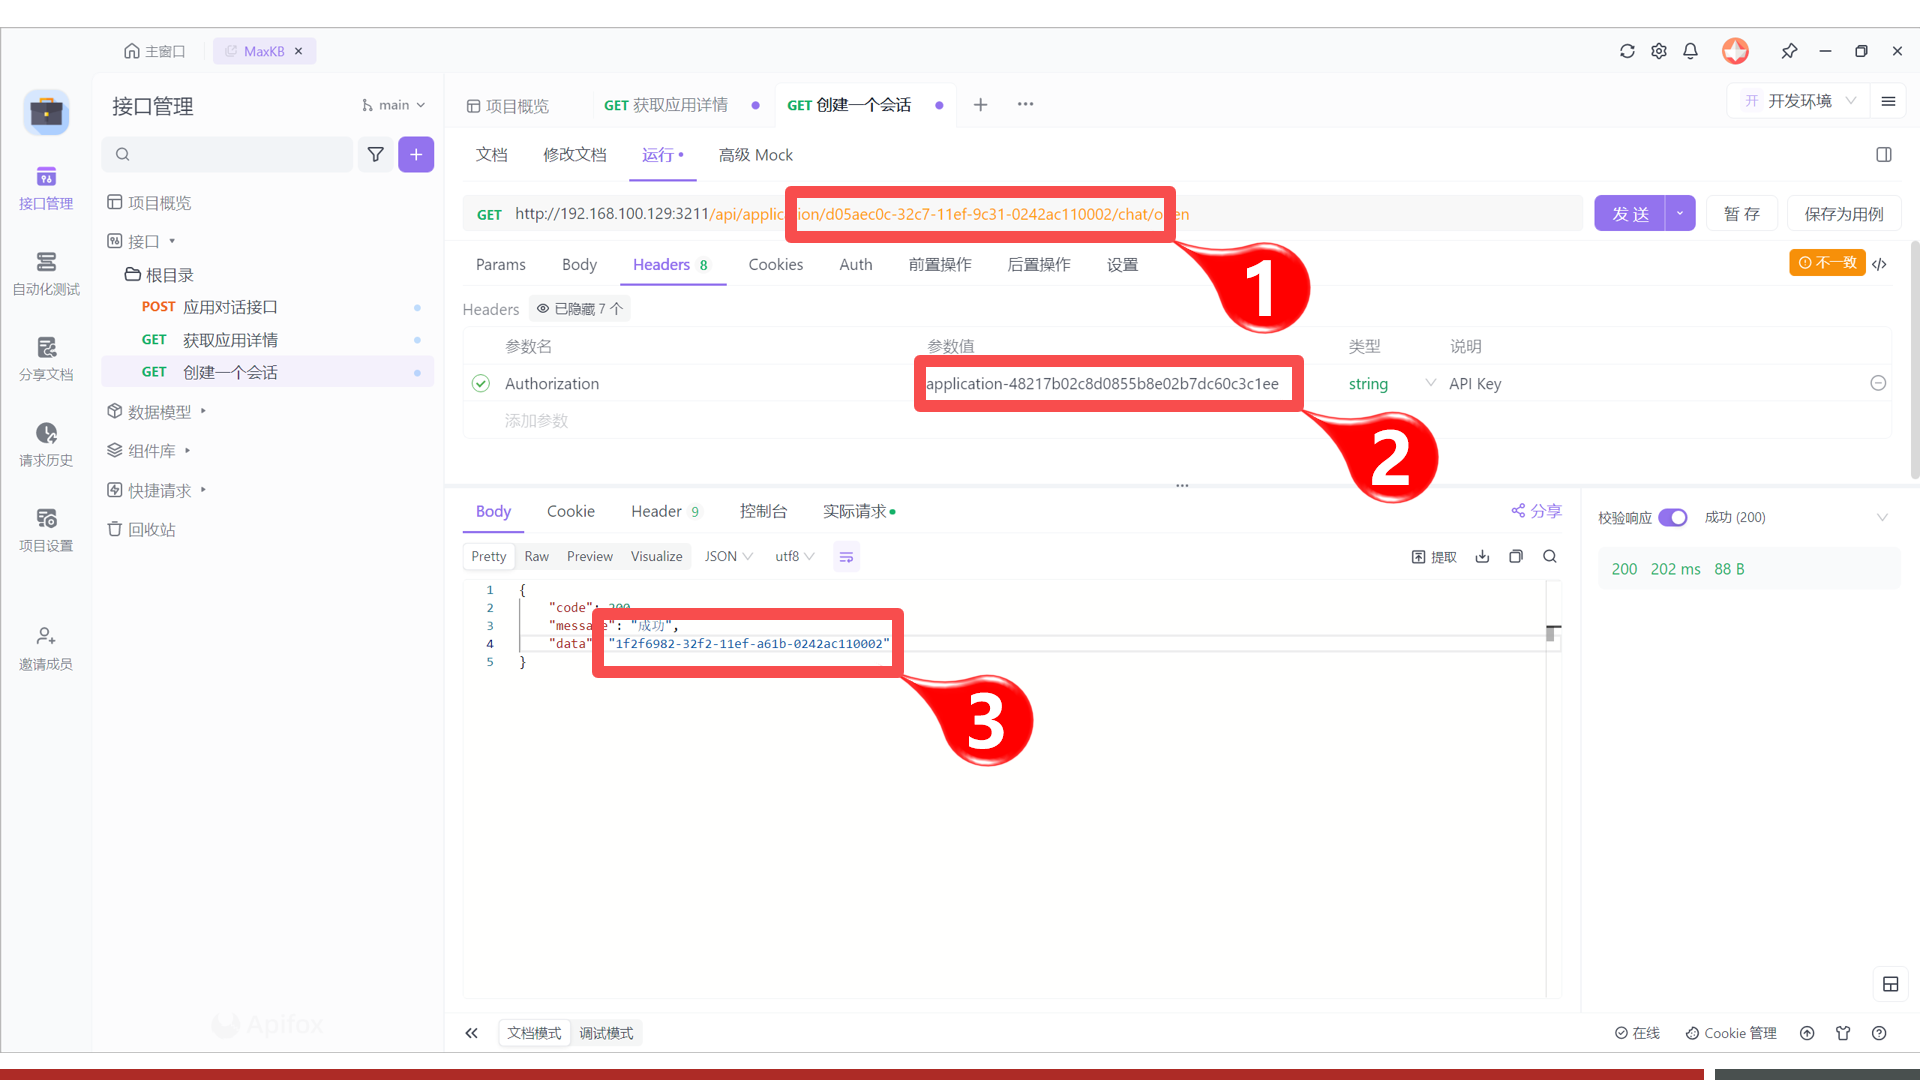 主窗口
MaxKB
接口管理
main
项目概览
GET 获取应用详情
GET 创建一个会话
开 开发环境
文档
修改文档
运行
高级 Mock
接口管理
自动化测试
分享文档
请求历史
项目设置
邀请成员
项目概览
接口
根目录
POST 应用对话接口
GET 获取应用详情
GET 创建一个会话
数据模型
组件库
快捷请求
回收站
Apifox
GET http://192.168.100.129:3211/api/application/d05aec0c-32c7-11ef-9c31-0242ac110002/chat/open
发 送
暂 存
保存为用例
Params
Body
Headers 8
Cookies
Auth
前置操作
后置操作
设置
不一致
1
Headers
已隐藏 7 个
参数名
参数值
类型
说明
Authorization
application-48217b02c8d0855b8e02b7dc60c3c1ee
string
API Key
添加参数
2
Body
Cookie
Header 9
控制台
实际请求
分享
校验响应
成功 (200)
Pretty
Raw
Preview
Visualize
JSON
utf8
提取
200 202 ms 88 B
1 {
2 "code": 200
3 "message": "成功",
4 "data" "1f2f6982-32f2-11ef-a61b-0242ac110002"
5 }
3
文档模式
调试模式
在线
Cookie 管理